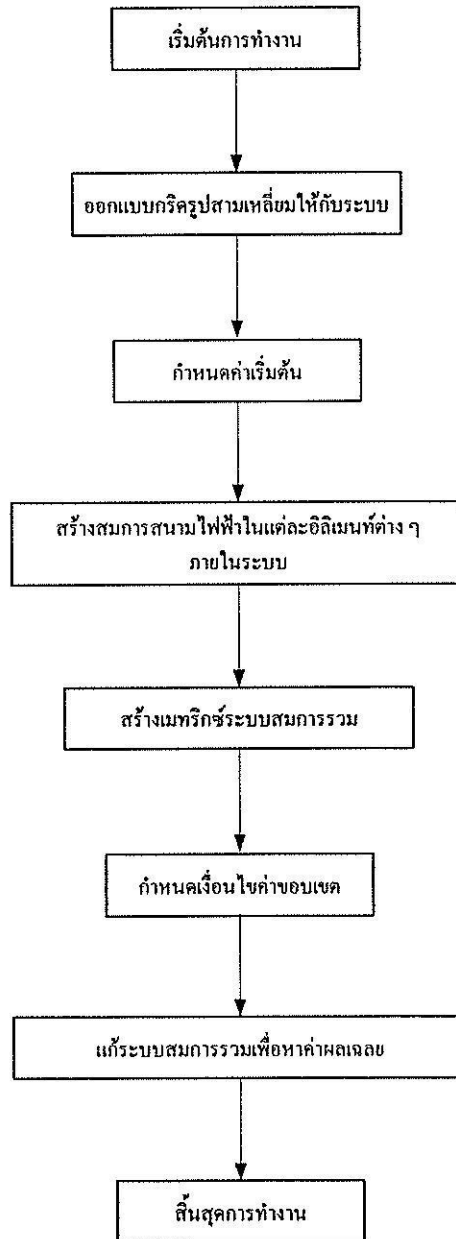 เริ่มต้นการทำงาน
ออกแบบกริดรูปสามเหลี่ยมให้กับระบบ
กำหนดค่าเริ่มต้น
สร้างสมการสนามไฟฟ้าในแต่ละอิลิเมนท์ต่าง ๆ
ภายในระบบ
สร้างเมทริกซ์ระบบสมการรวม
กำหนดเงื่อนไขค่าขอบเขต
แก้ระบบสมการรวมเพื่อหาค่าผลเฉลย
สิ้นสุดการทำงาน